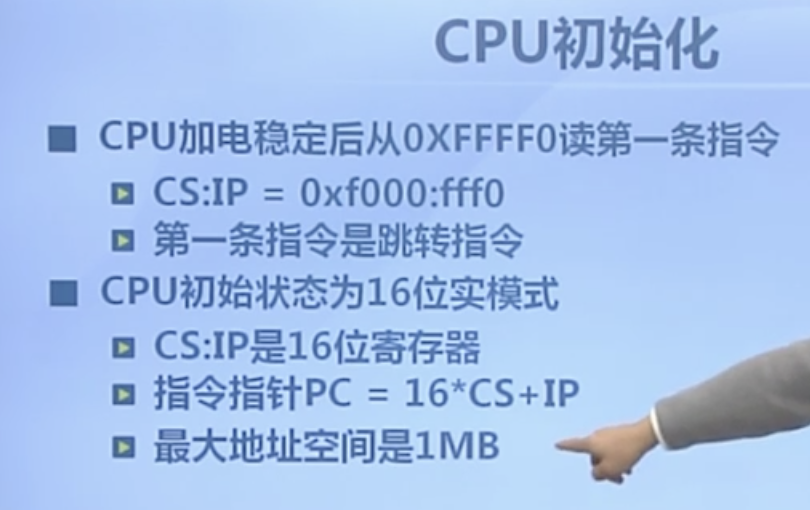 CPU初始化
CPU加电稳定后从0XFFFF0读第一条指令
CS:IP = 0xf000:fff0
第一条指令是跳转指令
CPU初始状态为16位实模式
CS:IP是16位寄存器
指令指针PC = 16*CS+IP
最大地址空间是1MB